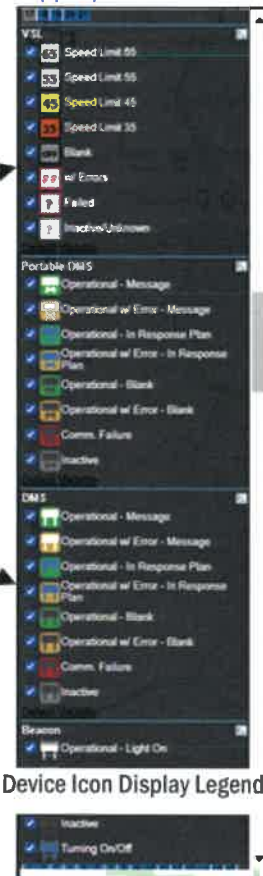 VSL
65 Speed Limit 65
55 Speed Limit 55
45 Speed Limit 45
35 Speed Limit 35
Blank
w/ Errors
? Failed
? Inactive/Unknown
Portable DMS
Operational - Message
Operational w/ Error - Message
Operational - In Response Plan
Operational w/ Error - In Response
Plan
Operational - Blank
Operational w/ Error - Blank
Comm. Failure
Inactive
DMS
Operational - Message
Operational w/ Error - Message
Operational - In Response Plan
Operational w/ Error - In Response
Plan
Operational - Blank
Operational w/ Error - Blank
Comm. Failure
Inactive
Beacon
Operational - Light On
Device Icon Display Legend
Inactive
Turning On/Off